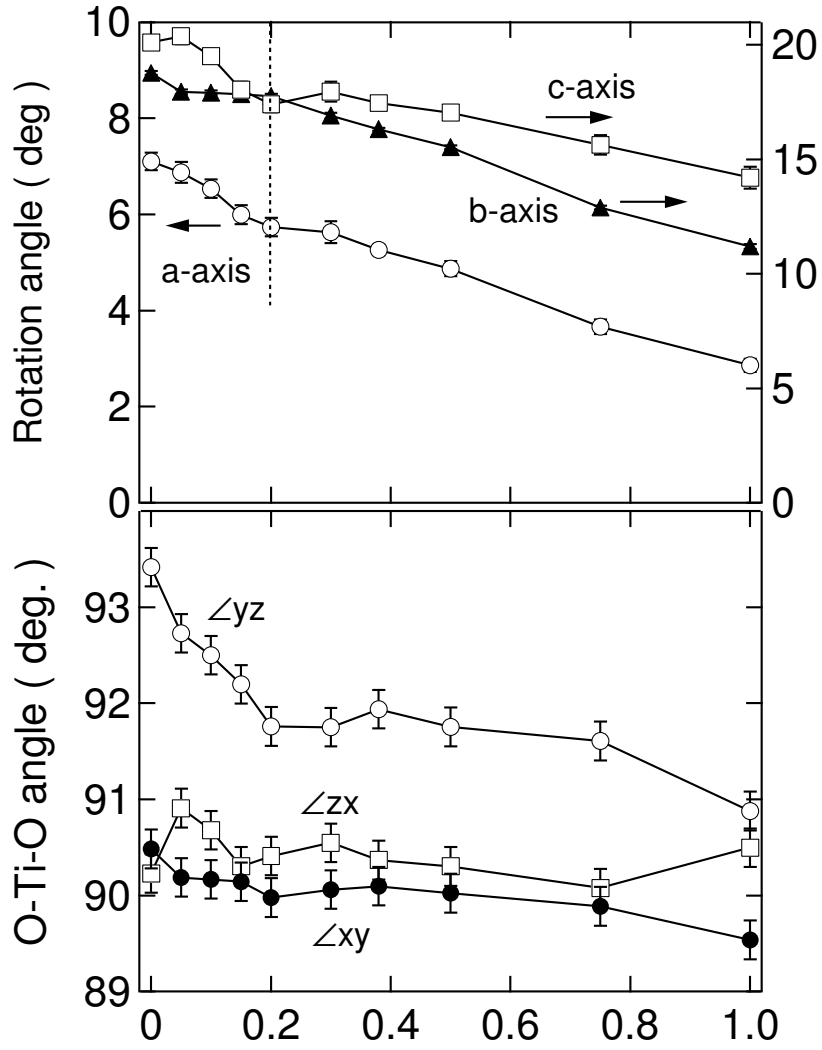 10
8
6
4
2
0
Rotation angle ( deg )
20
15
10
5
0
c-axis
b-axis
a-axis
93
92
91
90
89
O-Ti-O angle ( deg. )
∠yz
∠zx
∠xy
0 0.2 0.4 0.6 0.8 1.0